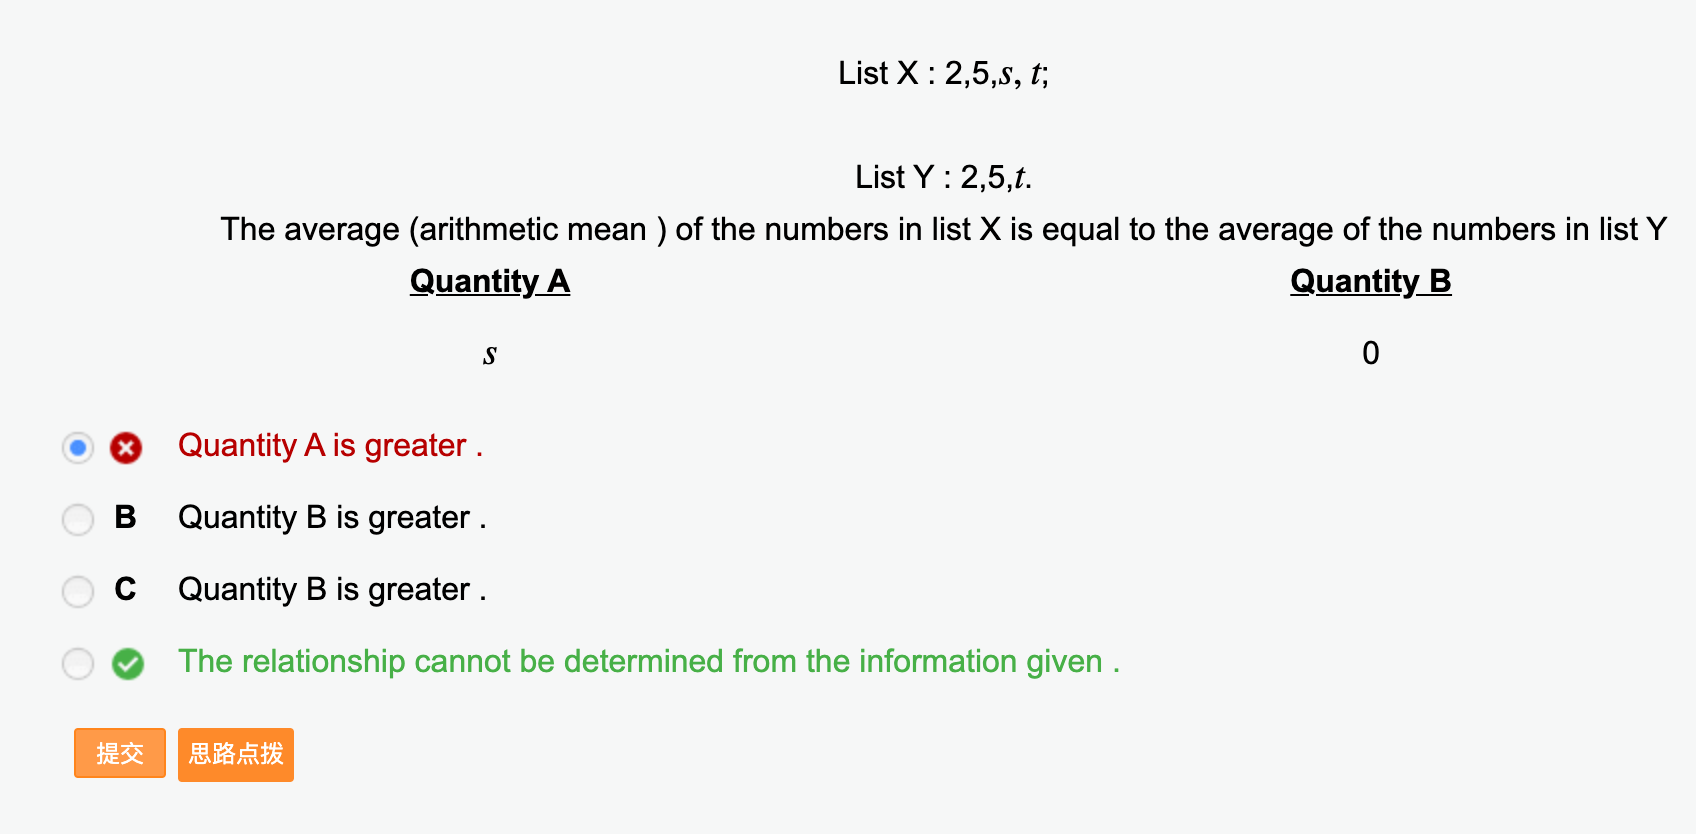 List X : 2,5,s, t;
List Y : 2,5,t.
The average (arithmetic mean ) of the numbers in list X is equal to the average of the numbers in list Y
Quantity A Quantity B
s 0
Quantity A is greater .
B Quantity B is greater .
C Quantity B is greater .
The relationship cannot be determined from the information given .
提交 思路点拨